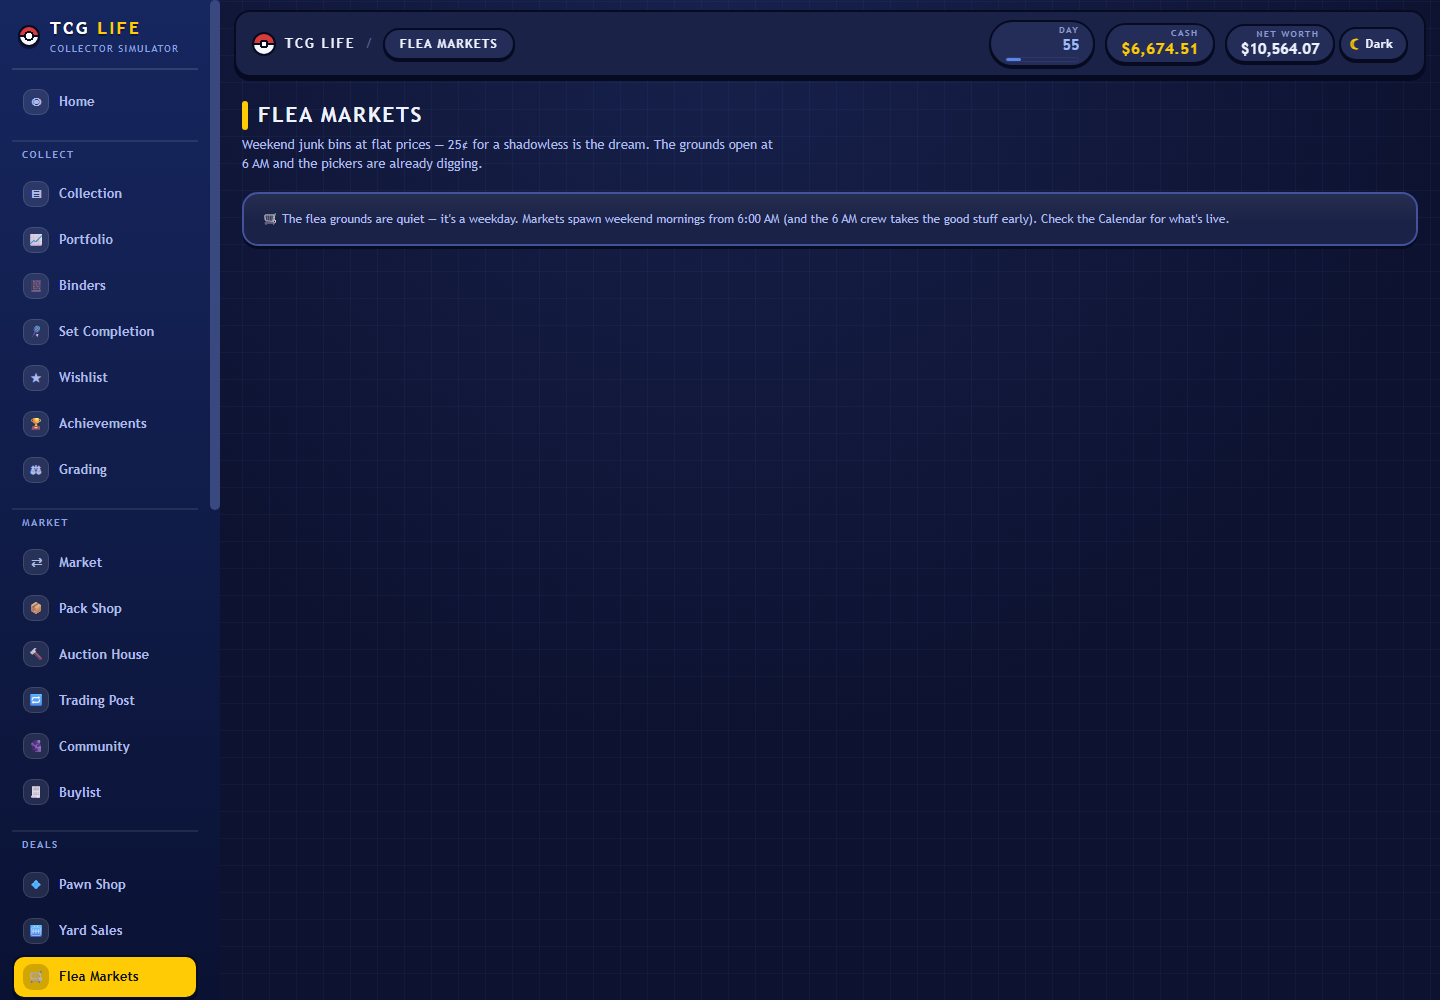 TCG LIFE
COLLECTOR SIMULATOR
Home
COLLECT
Collection
Portfolio
Binders
Set Completion
Wishlist
Achievements
Grading
MARKET
Market
Pack Shop
Auction House
Trading Post
Community
Buylist
DEALS
Pawn Shop
Yard Sales
Flea Markets
TCG LIFE / FLEA MARKETS
DAY
55
CASH
$6,674.51
NET WORTH
$10,564.07
Dark
FLEA MARKETS
Weekend junk bins at flat prices — 25¢ for a shadowless is the dream. The grounds open at
6 AM and the pickers are already digging.
The flea grounds are quiet — it's a weekday. Markets spawn weekend mornings from 6:00 AM (and the 6 AM crew takes the good stuff early). Check the Calendar for what's live.